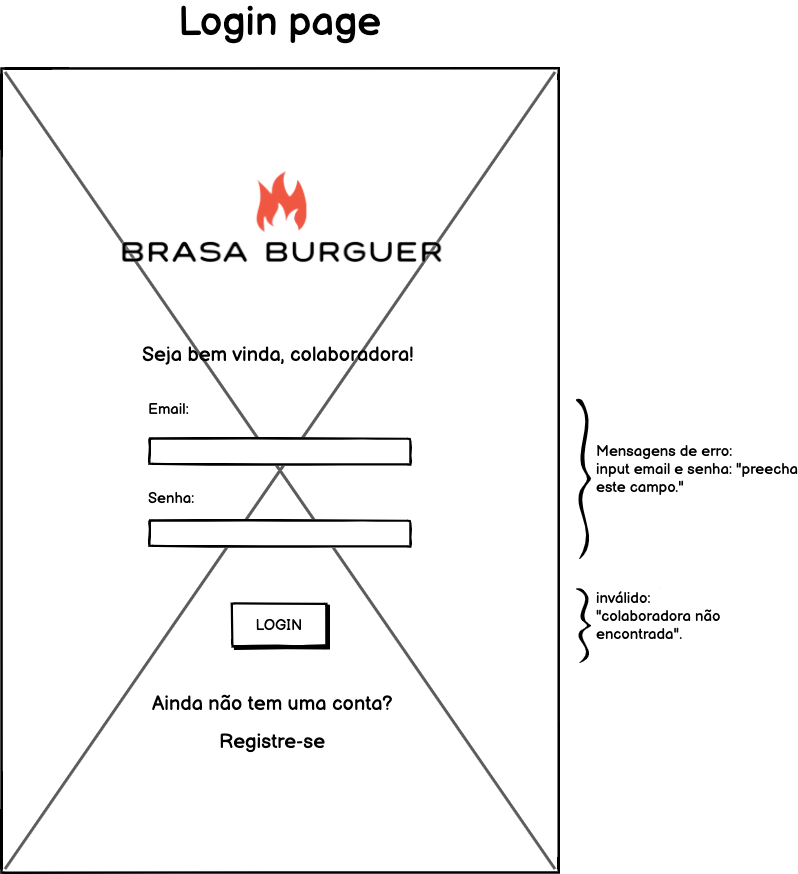 Login page
BRASA BURGUER
Seja bem vinda, colaboradora!
Email:
Senha:
Mensagens de erro:
input email e senha: "preecha
este campo."
LOGIN
inválido:
"colaboradora não
encontrada".
Ainda não tem uma conta?
Registre-se